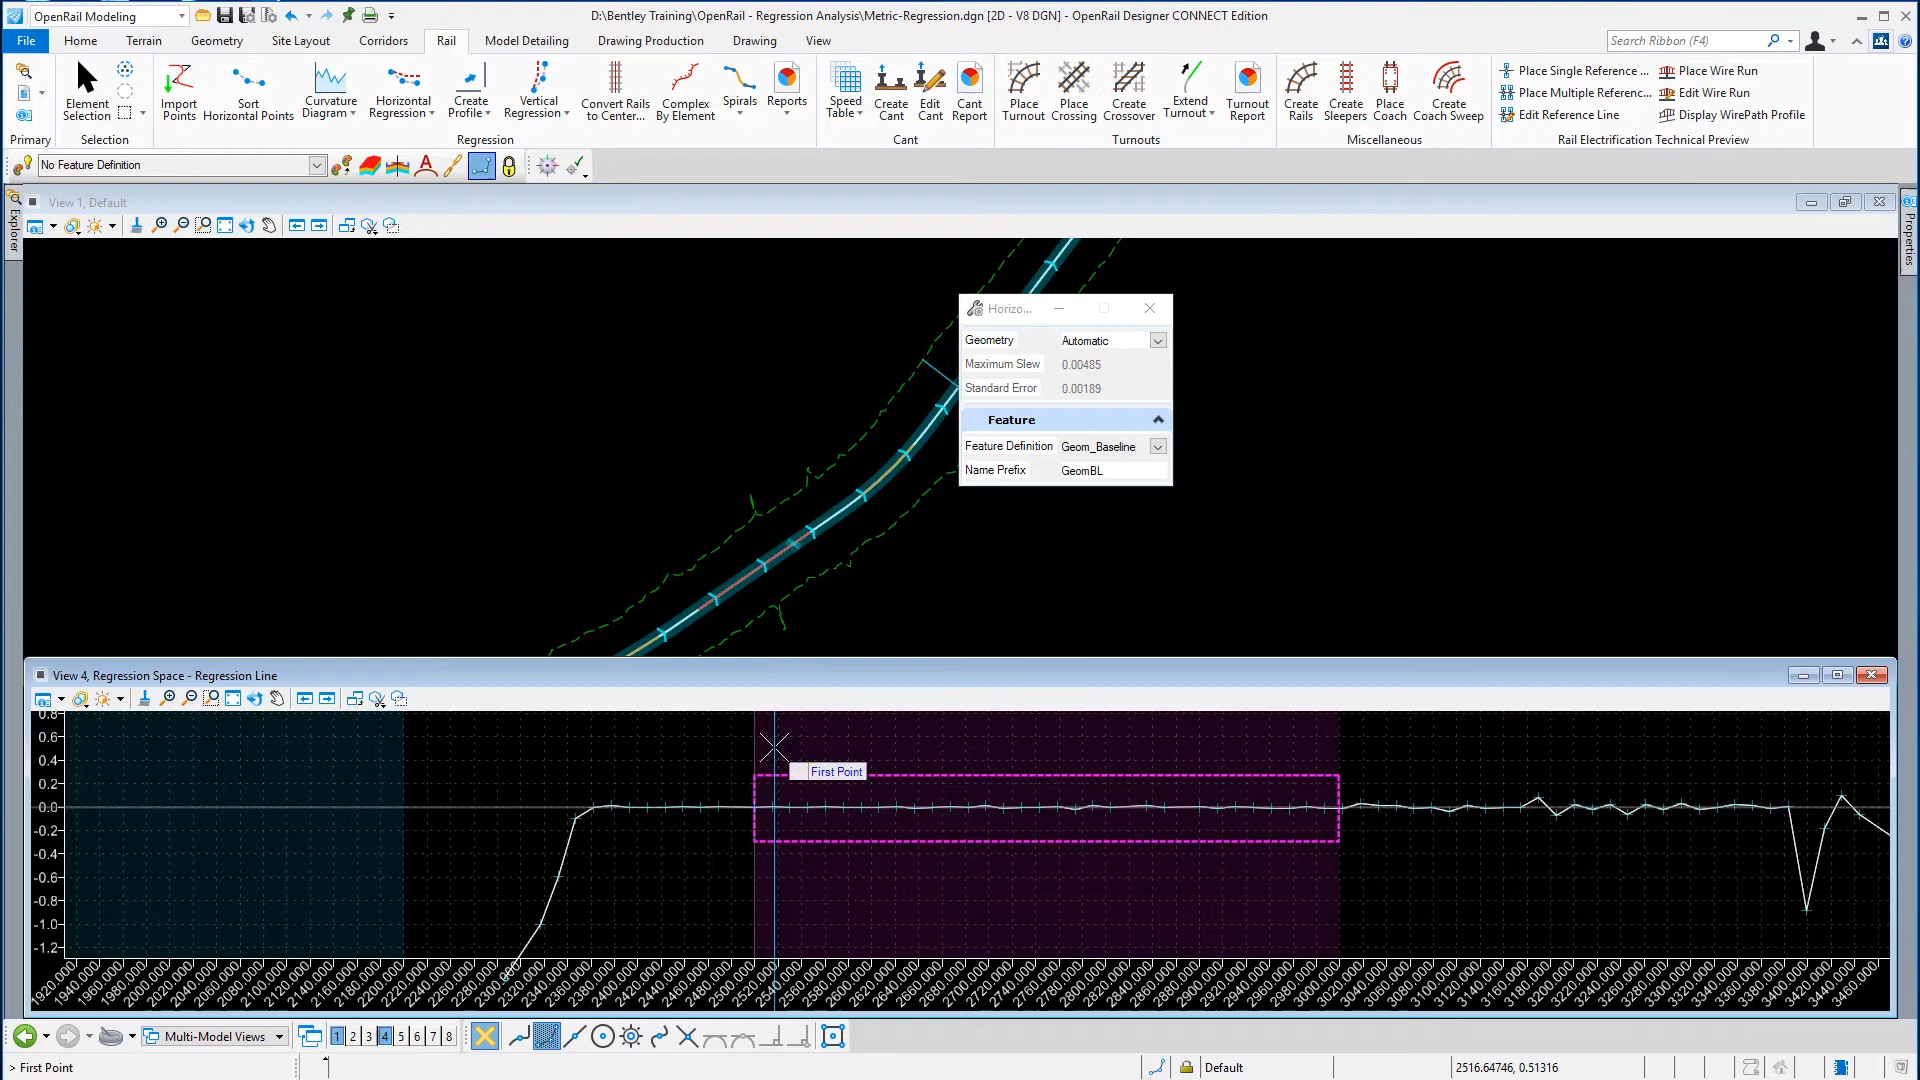 OpenRail Modeling
D:\Bentley Training\OpenRail - Regression Analysis\Metric-Regression.dgn [2D - V8 DGN] - OpenRail Designer CONNECT Edition
File Home Terrain Geometry Site Layout Corridors Rail Model Detailing Drawing Production Drawing View
Search Ribbon (F4)
Element Selection
Import Points
Sort Horizontal Points
Curvature Diagram
Horizontal Regression
Create Profile
Vertical Regression
Convert Rails to Center...
Complex By Element
Spirals
Reports
Speed Table
Create Cant
Edit Cant
Cant Report
Place Turnout
Place Crossing
Create Crossover
Extend Turnout
Turnout Report
Create Rails
Create Sleepers
Place Coach
Create Coach Sweep
Place Single Reference ...
Place Multiple Referenc...
Edit Reference Line
Place Wire Run
Edit Wire Run
Display WirePath Profile
Primary Selection Regression Cant Turnouts Miscellaneous Rail Electrification Technical Preview
No Feature Definition
Explorer
Properties
View 1, Default
Horizo...
Geometry Automatic
Maximum Slew 0.00485
Standard Error 0.00189
Feature
Feature Definition Geom_Baseline
Name Prefix GeomBL
View 4, Regression Space - Regression Line
0.8
0.6
0.4
0.2
0.0
-0.2
-0.4
-0.6
-0.8
-1.0
-1.2
First Point
1920.000 1940.000 1960.000 1980.000 2000.000 2020.000 2040.000 2060.000 2080.000 2100.000 2120.000 2140.000 2160.000 2180.000 2200.000 2220.000 2240.000 2260.000 2280.000 2300.000 2320.000 2340.000 2360.000 2380.000 2400.000 2420.000 2440.000 2460.000 2480.000 2500.000 2520.000 2540.000 2560.000 2580.000 2600.000 2620.000 2640.000 2660.000 2680.000 2700.000 2720.000 2740.000 2760.000 2780.000 2800.000 2820.000 2840.000 2860.000 2880.000 2900.000 2920.000 2940.000 2960.000 2980.000 3000.000 3020.000 3040.000 3060.000 3080.000 3100.000 3120.000 3140.000 3160.000 3180.000 3200.000 3220.000 3240.000 3260.000 3280.000 3300.000 3320.000 3340.000 3360.000 3380.000 3400.000 3420.000 3440.000 3460.000
Multi-Model Views 1 2 3 4 5 6 7 8
> First Point
Default
2516.64746, 0.51316